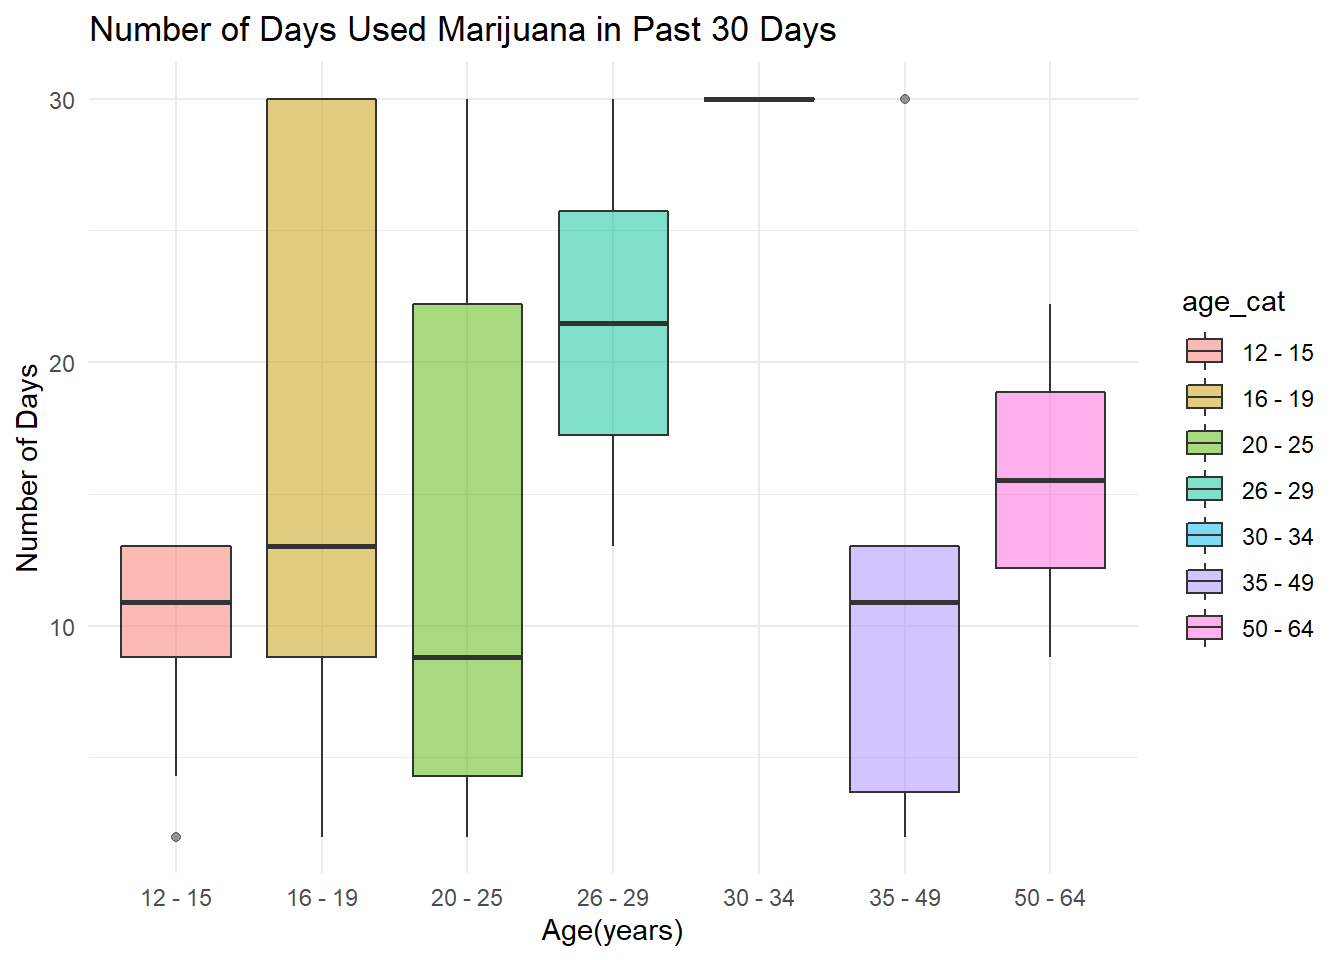 Number of Days Used Marijuana in Past 30 Days
30
20
10
Number of Days
12 - 15
16 - 19
20 - 25
26 - 29
30 - 34
35 - 49
50 - 64
Age(years)
age_cat
12 - 15
16 - 19
20 - 25
26 - 29
30 - 34
35 - 49
50 - 64